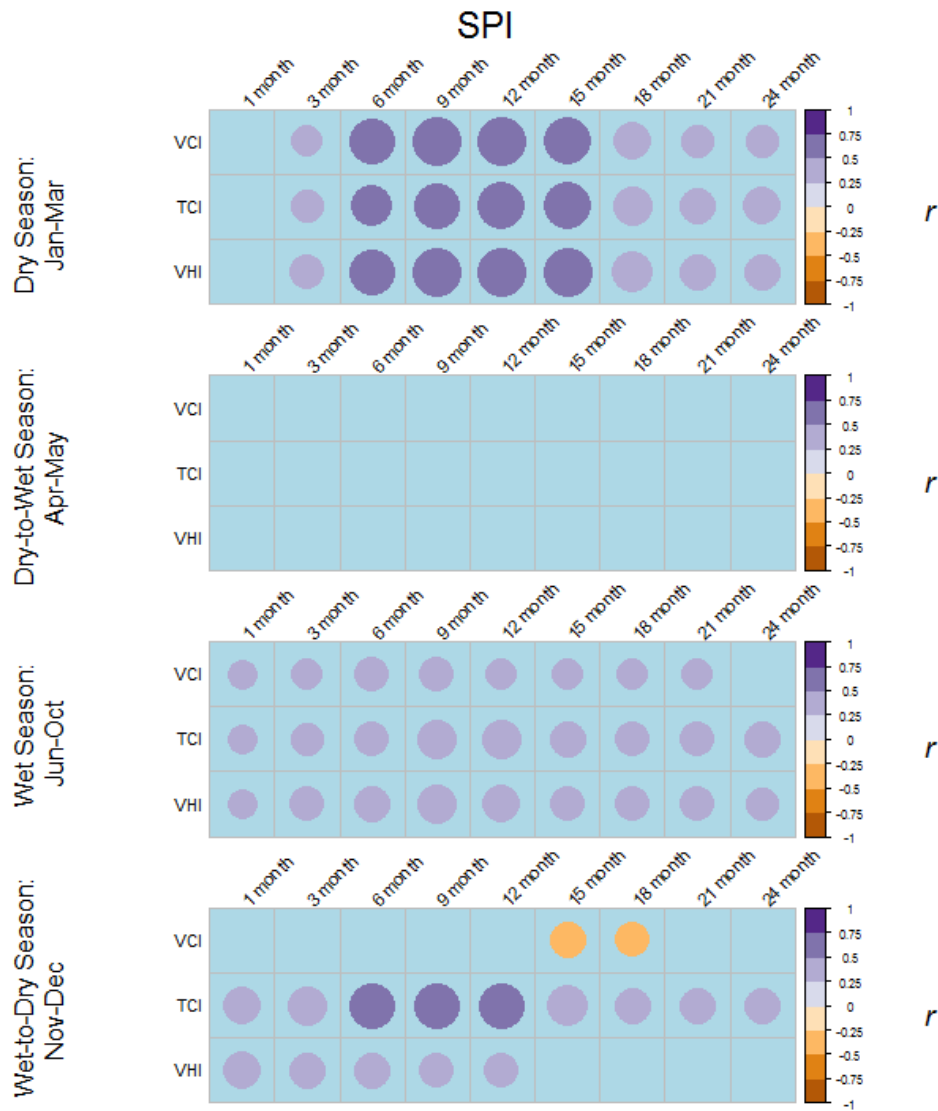 SPI
1 month 3 month 6 month 9 month 12 month 15 month 18 month 21 month 24 month
Dry Season:
Jan-Mar
VCI
TCI
VHI
1
0.75
0.5
0.25
0
-0.25
-0.5
-0.75
-1
r
1 month 3 month 6 month 9 month 12 month 15 month 18 month 21 month 24 month
Dry-to-Wet Season:
Apr-May
VCI
TCI
VHI
1
0.75
0.5
0.25
0
-0.25
-0.5
-0.75
-1
r
1 month 3 month 6 month 9 month 12 month 15 month 18 month 21 month 24 month
Wet Season:
Jun-Oct
VCI
TCI
VHI
1
0.75
0.5
0.25
0
-0.25
-0.5
-0.75
-1
r
1 month 3 month 6 month 9 month 12 month 15 month 18 month 21 month 24 month
Wet-to-Dry Season:
Nov-Dec
VCI
TCI
VHI
1
0.75
0.5
0.25
0
-0.25
-0.5
-0.75
-1
r